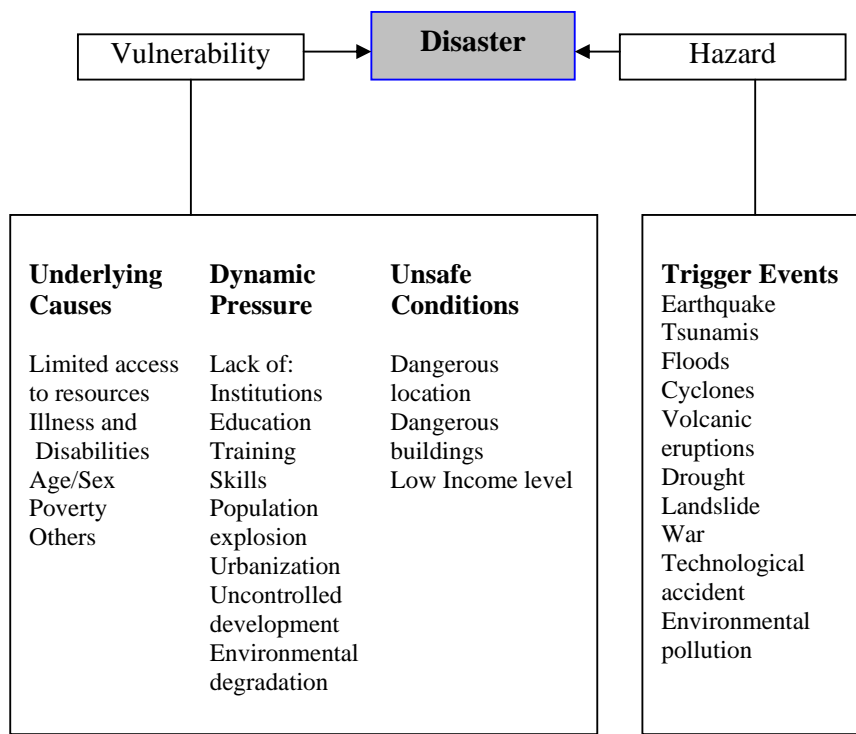 Vulnerability
Disaster
Hazard
Underlying
Causes
Limited access
to resources
Illness and
Disabilities
Age/Sex
Poverty
Others
Dynamic
Pressure
Lack of:
Institutions
Education
Training
Skills
Population
explosion
Urbanization
Uncontrolled
development
Environmental
degradation
Unsafe
Conditions
Dangerous
location
Dangerous
buildings
Low Income level
Trigger Events
Earthquake
Tsunamis
Floods
Cyclones
Volcanic
eruptions
Drought
Landslide
War
Technological
accident
Environmental
pollution